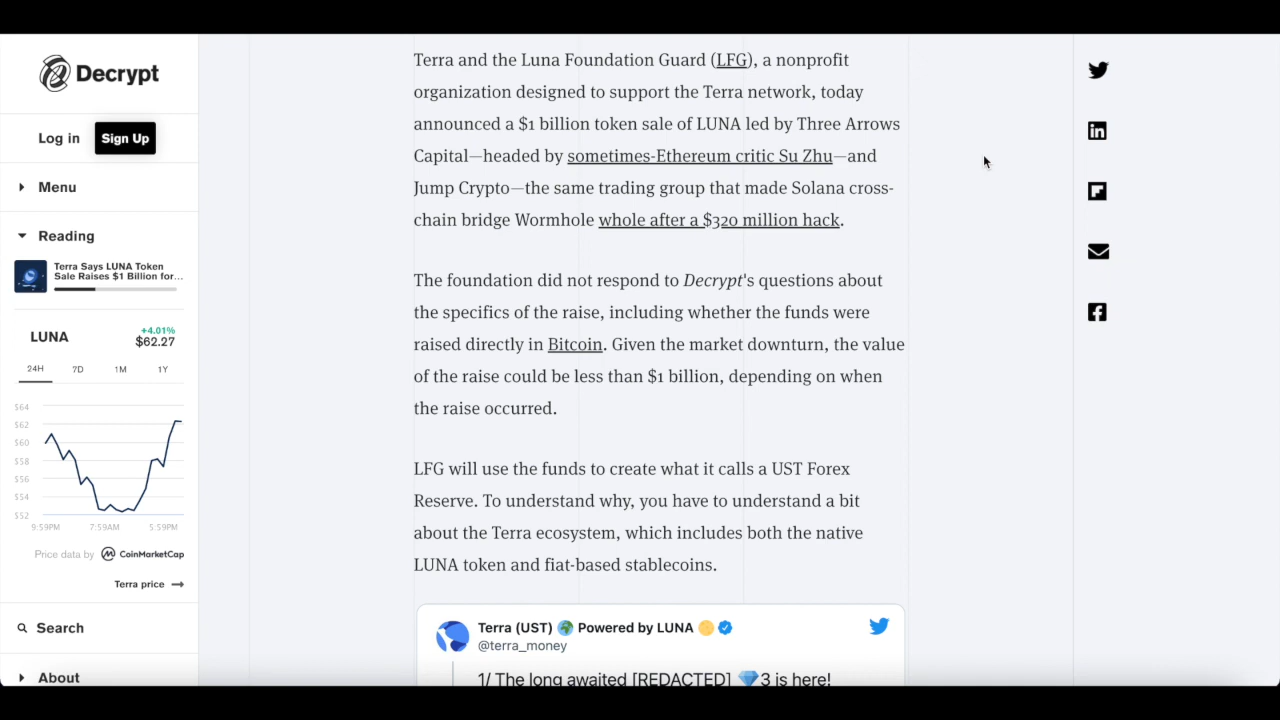 Decrypt
Log in
Sign Up
Menu
Reading
Terra Says LUNA Token
Sale Raises $1 Billion for...
LUNA
+4.01%
$62.27
24H 7D 1M 1Y
$64
$62
$60
$58
$56
$54
$52
9:59PM 7:59AM 5:59PM
Price data by CoinMarketCap
Terra price
Search
About
Terra and the Luna Foundation Guard (LFG), a nonprofit
organization designed to support the Terra network, today
announced a $1 billion token sale of LUNA led by Three Arrows
Capital—headed by sometimes-Ethereum critic Su Zhu—and
Jump Crypto—the same trading group that made Solana cross-
chain bridge Wormhole whole after a $320 million hack.
The foundation did not respond to Decrypt's questions about
the specifics of the raise, including whether the funds were
raised directly in Bitcoin. Given the market downturn, the value
of the raise could be less than $1 billion, depending on when
the raise occurred.
LFG will use the funds to create what it calls a UST Forex
Reserve. To understand why, you have to understand a bit
about the Terra ecosystem, which includes both the native
LUNA token and fiat-based stablecoins.
Terra (UST) 🌍 Powered by LUNA 🌕
@terra_money
1/ The long awaited [REDACTED] 💎3 is here!